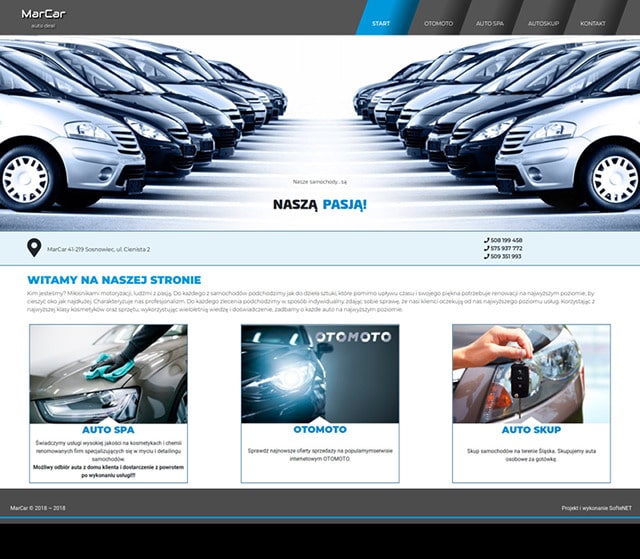 MarCar
auto deal
START OTOMOTO AUTO SPA AUTOSKUP KONTAKT
Nasze samochody...są
NASZĄ PASJĄ!
MarCar 41-219 Sosnowiec, ul. Cienista 2
508 199 458
575 937 772
509 351 993
WITAMY NA NASZEJ STRONIE
Kim jesteśmy? Miłośnikami motoryzacji, ludźmi z pasją. Do każdego z samochodów podchodzimy jak do dzieła sztuki, które pomimo upływu czasu i swojego piękna potrzebuje renowacji na najwyższym poziomie, by
cieszyć oko jak najdłużej. Charakteryzuje nas profesjonalizm. Do każdego zlecenia podchodzimy w sposób indywidualny, zdając sobie sprawę, że nasi klienci oczekują od nas najwyższego poziomu usług. Korzystając z
najwyższej klasy kosmetyków oraz sprzętu, wykorzystując wieloletnią wiedzę i doświadczenie, zadbamy o każde auto na najwyższym poziomie.
OTOMOTO
AUTO SPA
Świadczymy usługi wysokiej jakości na kosmetykach i chemii
renomowanych firm specjalizujących się w myciu i detailingu
samochodów.
Możliwy odbiór auta z domu klienta i dostarczenie z powrotem
po wykonaniu usługi!!!
OTOMOTO
Sprawdź najnowsze oferty sprzedaży na popularnym serwisie
internetowym OTOMOTO.
AUTO SKUP
Skup samochodów na terenie Śląska. Skupujemy auta
osobowe za gotówkę.
MarCar © 2018 ~ 2018
Projekt i wykonanie SofteNET